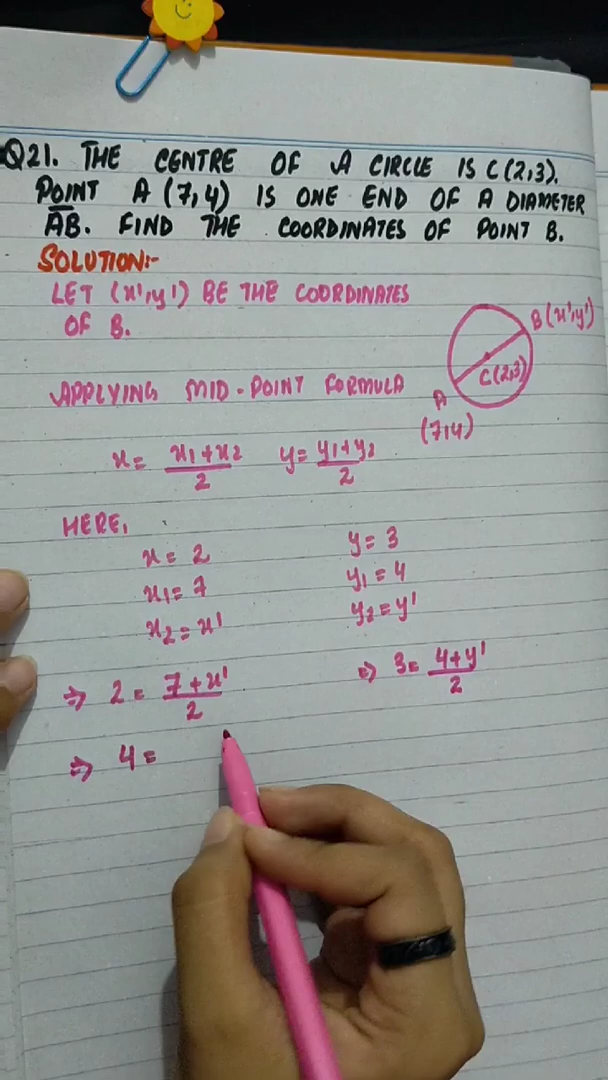 Q21. THE CENTRE OF A CIRCLE IS C(2,3).
POINT A (7,4) IS ONE END OF A DIAMETER
AB. FIND THE COORDINATES OF POINT B.
SOLUTION:-
LET (x',y') BE THE COORDINATES
OF B.
B(x',y')
C(2,3)
A
(7,4)
APPLYING MID-POINT FORMULA
x = x₁+x₂/2 y = y₁+y₂/2
HERE,
x = 2 y = 3
x₁ = 7 y₁ = 4
x₂ = x' y₂ = y'
⇒ 2 = 7+x'/2 ⇒ 3 = 4+y'/2
⇒ 4 =